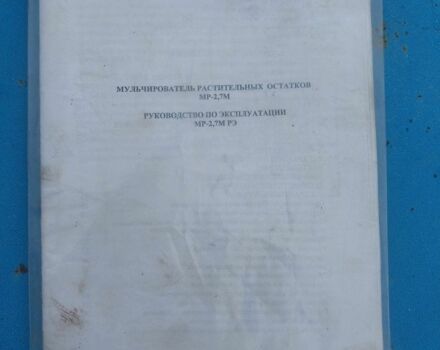 МУЛЬЧИРОВАТЕЛЬ РАСТИТЕЛЬНЫХ ОСТАТКОВ
МР-2,7М
РУКОВОДСТВО ПО ЭКСПЛУАТАЦИИ
МР-2,7М РЭ